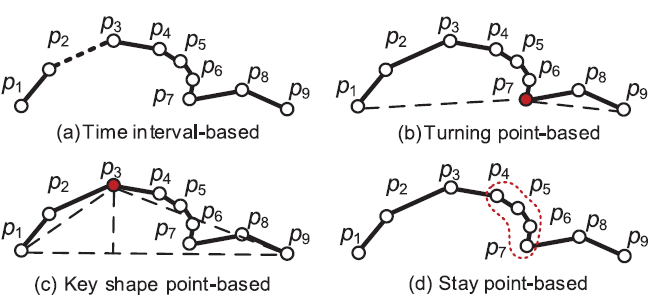 p1 p2 p3 p4 p5 p6 p7 p8 p9
(a) Time interval-based
p1 p2 p3 p4 p5 p6 p7 p8 p9
(b) Turning point-based
p1 p2 p3 p4 p5 p6 p7 p8 p9
(c) Key shape point-based
p1 p2 p3 p4 p5 p6 p7 p8 p9
(d) Stay point-based